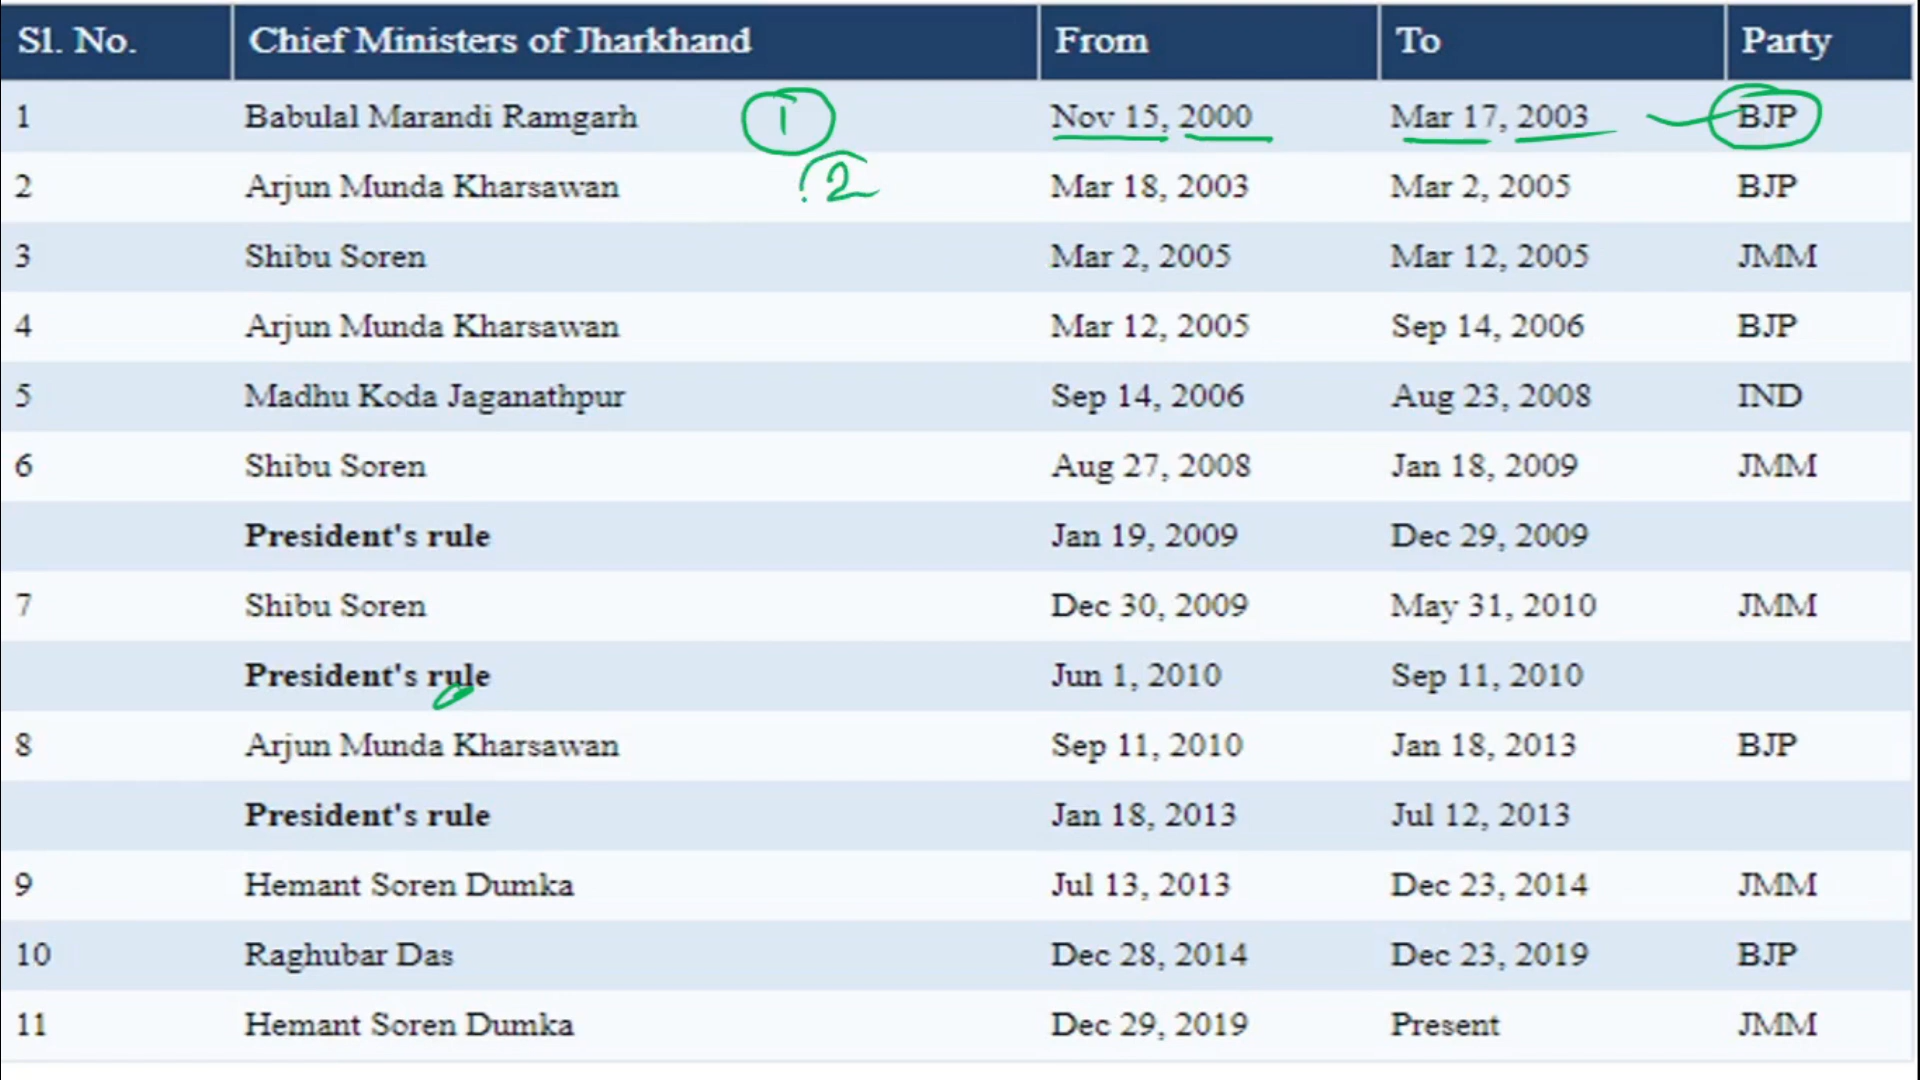 Sl. No. Chief Ministers of Jharkhand From To Party
1 Babulal Marandi Ramgarh 1 Nov 15, 2000 Mar 17, 2003 BJP
2 Arjun Munda Kharsawan 2 Mar 18, 2003 Mar 2, 2005 BJP
3 Shibu Soren Mar 2, 2005 Mar 12, 2005 JMM
4 Arjun Munda Kharsawan Mar 12, 2005 Sep 14, 2006 BJP
5 Madhu Koda Jaganathpur Sep 14, 2006 Aug 23, 2008 IND
6 Shibu Soren Aug 27, 2008 Jan 18, 2009 JMM
President's rule Jan 19, 2009 Dec 29, 2009
7 Shibu Soren Dec 30, 2009 May 31, 2010 JMM
President's rule Jun 1, 2010 Sep 11, 2010
8 Arjun Munda Kharsawan Sep 11, 2010 Jan 18, 2013 BJP
President's rule Jan 18, 2013 Jul 12, 2013
9 Hemant Soren Dumka Jul 13, 2013 Dec 23, 2014 JMM
10 Raghubar Das Dec 28, 2014 Dec 23, 2019 BJP
11 Hemant Soren Dumka Dec 29, 2019 Present JMM